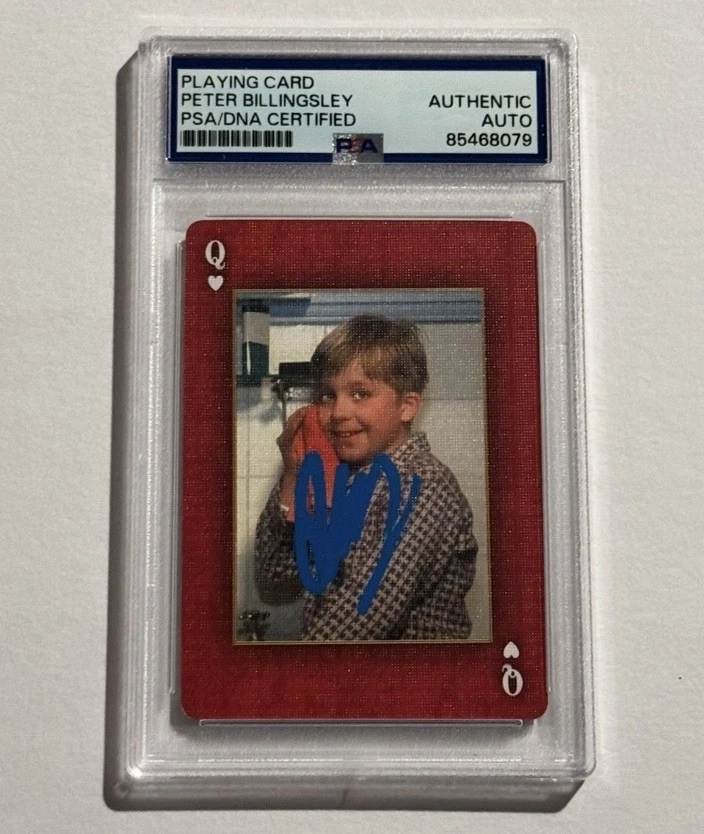 PLAYING CARD
PETER BILLINGSLEY
AUTHENTIC
PSA/DNA CERTIFIED
AUTO
85468079
PSA
Q
Q